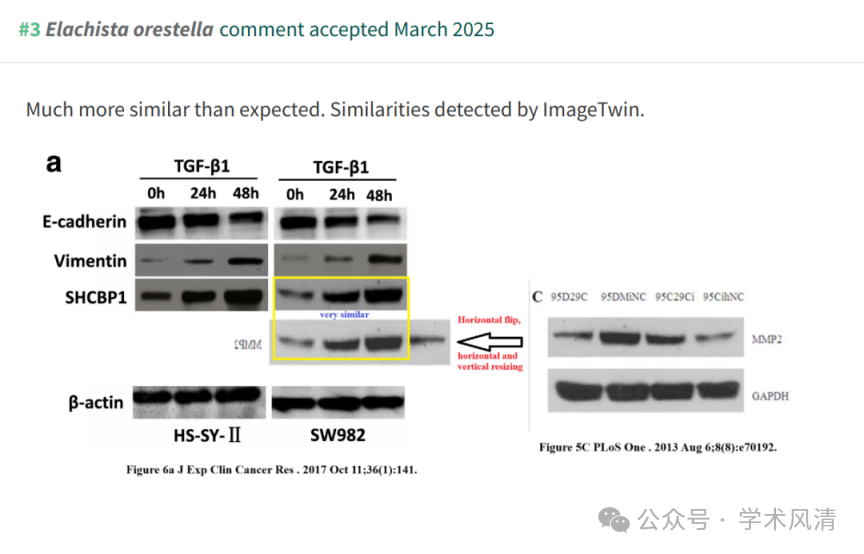 #3 Elachista orestella comment accepted March 2025
Much more similar than expected. Similarities detected by ImageTwin.
a
TGF-β1 TGF-β1
0h 24h 48h 0h 24h 48h
E-cadherin
Vimentin
SHCBP1
very similar
Horizontal flip,
horizontal and
vertical resizing
β-actin
HS-SY-Ⅱ SW982
Figure 6a J Exp Clin Cancer Res . 2017 Oct 11;36(1):141.
C 95D29C 95DMiNC 95C29Ci 95CihNC
MMP2
GAPDH
Figure 5C PLoS One . 2013 Aug 6;8(8):e70192.
公众号 · 学术风清